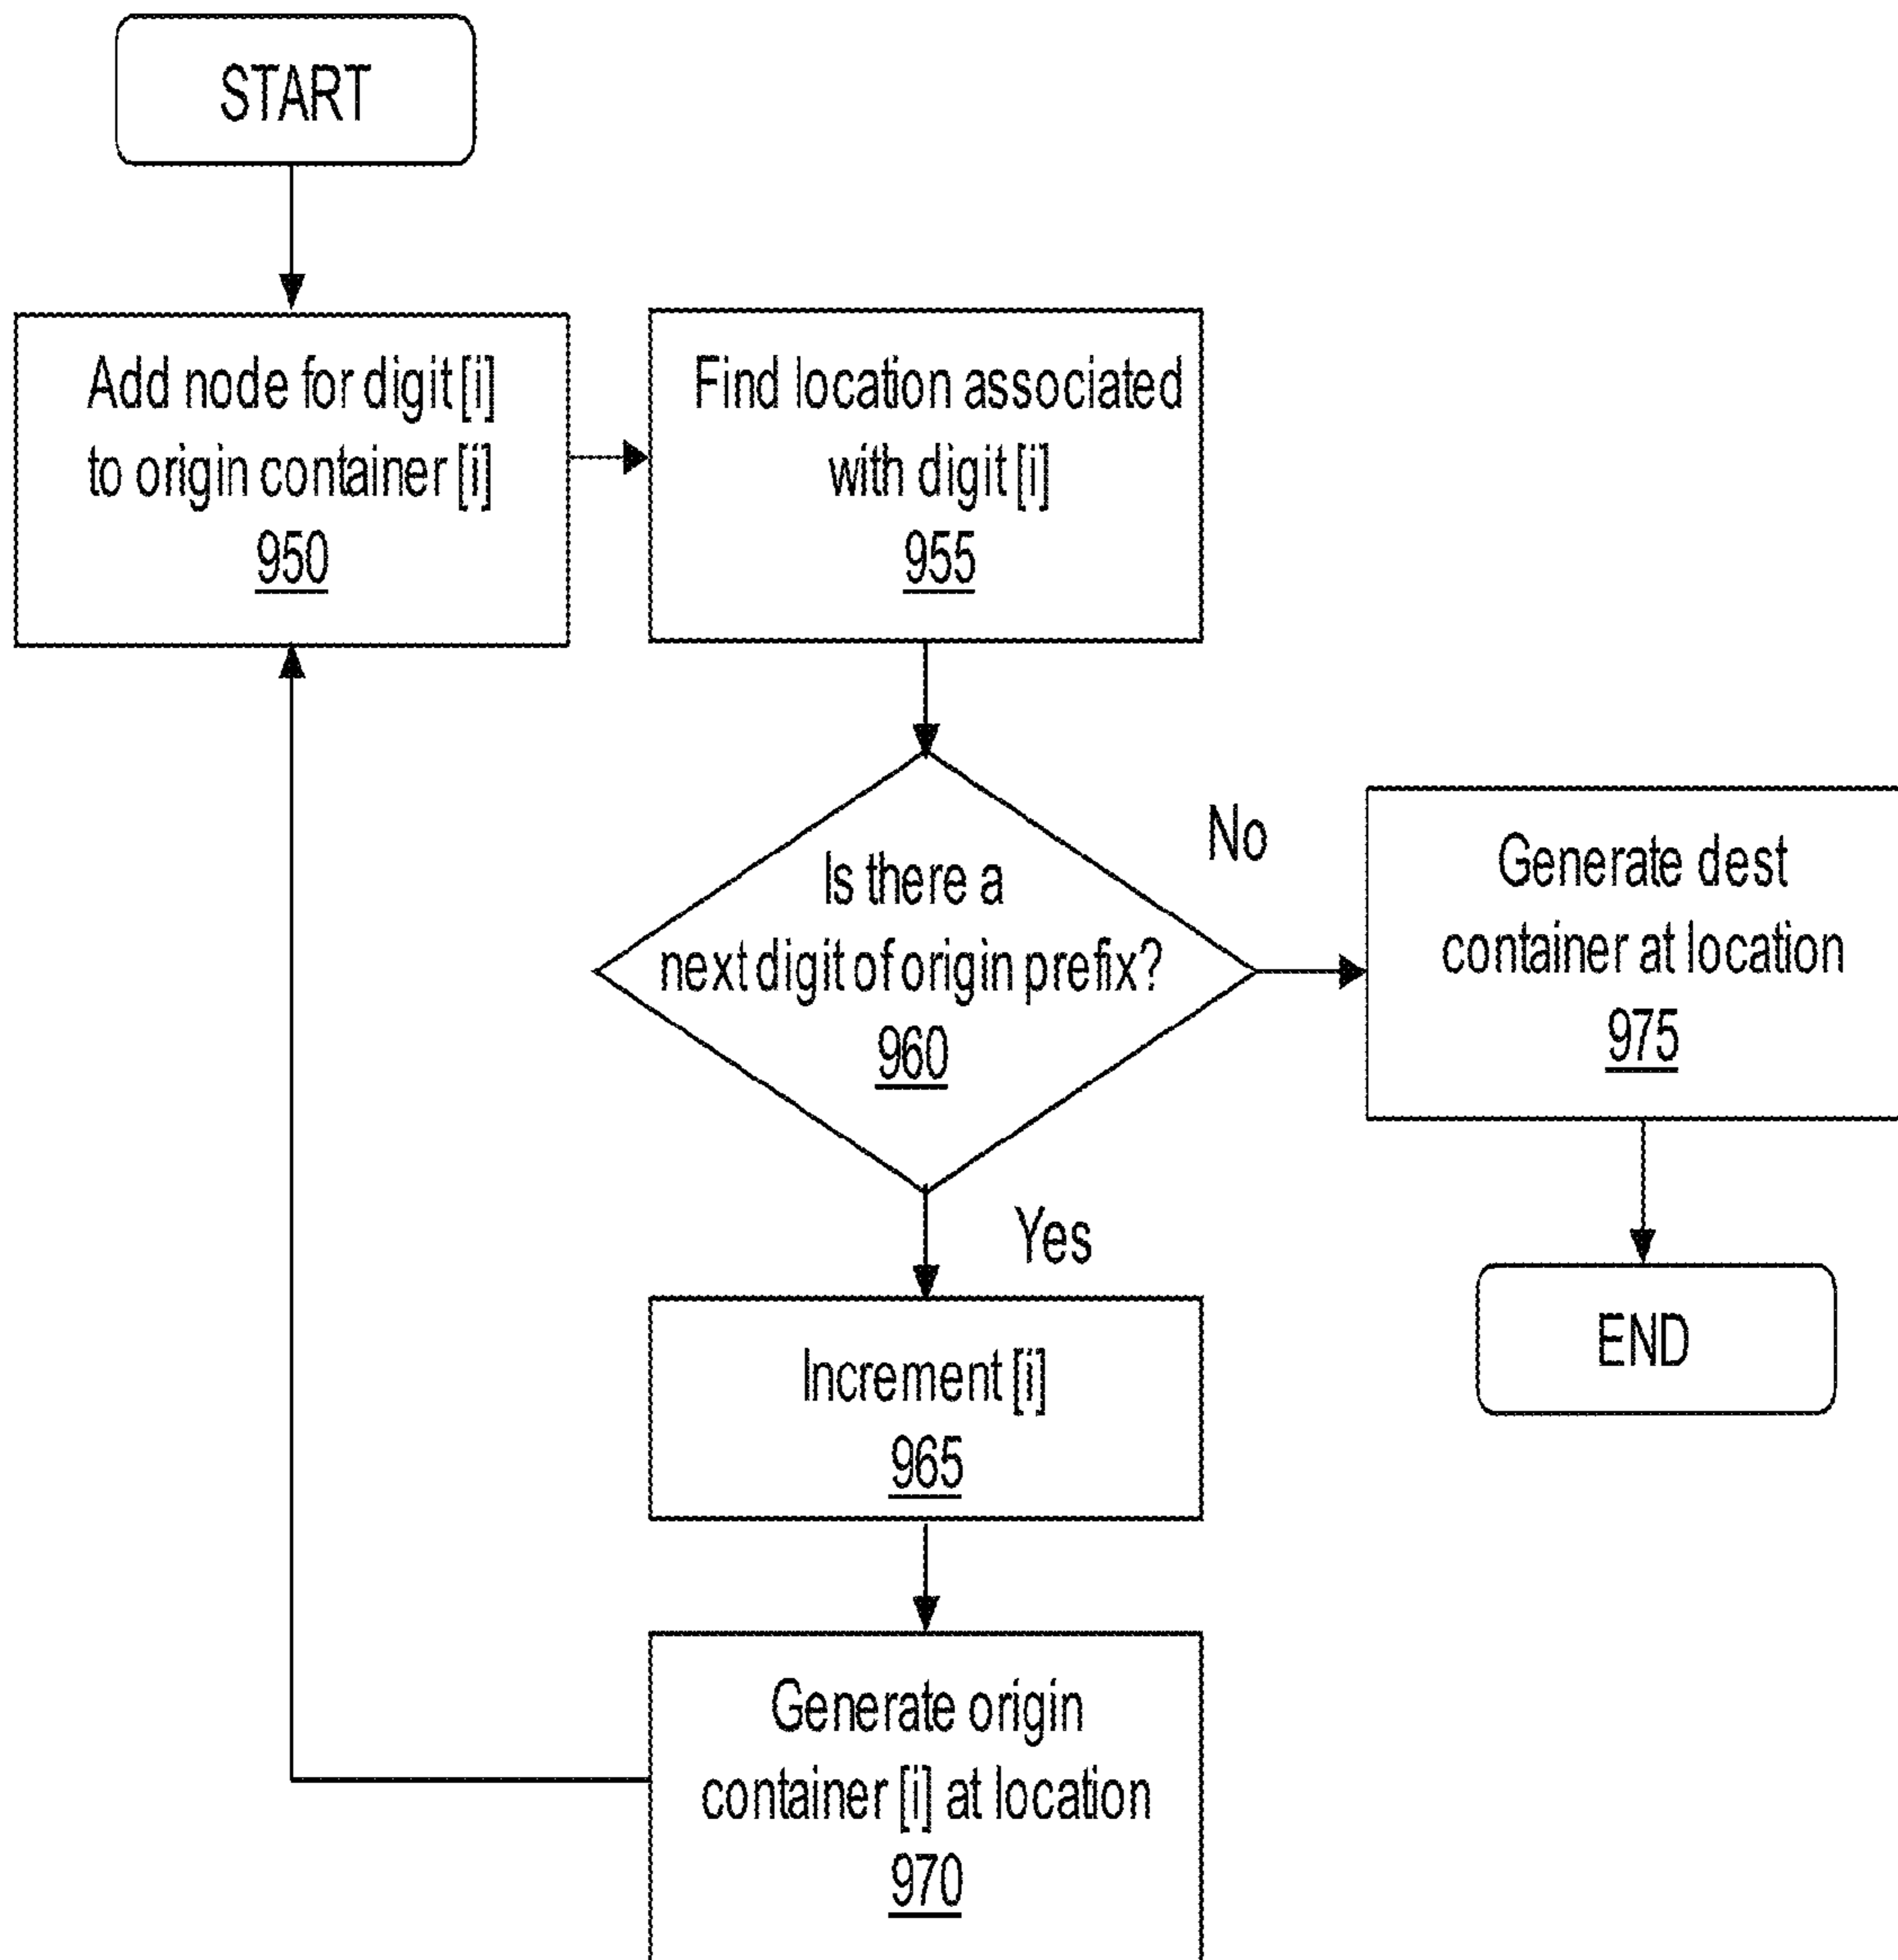 START
Add node for digit [i]
to origin container [i]
950
Find location associated
with digit [i]
955
Is there a
next digit of origin prefix?
960
No
Generate dest
container at location
975
END
Yes
Increment [i]
965
Generate origin
container [i] at location
970